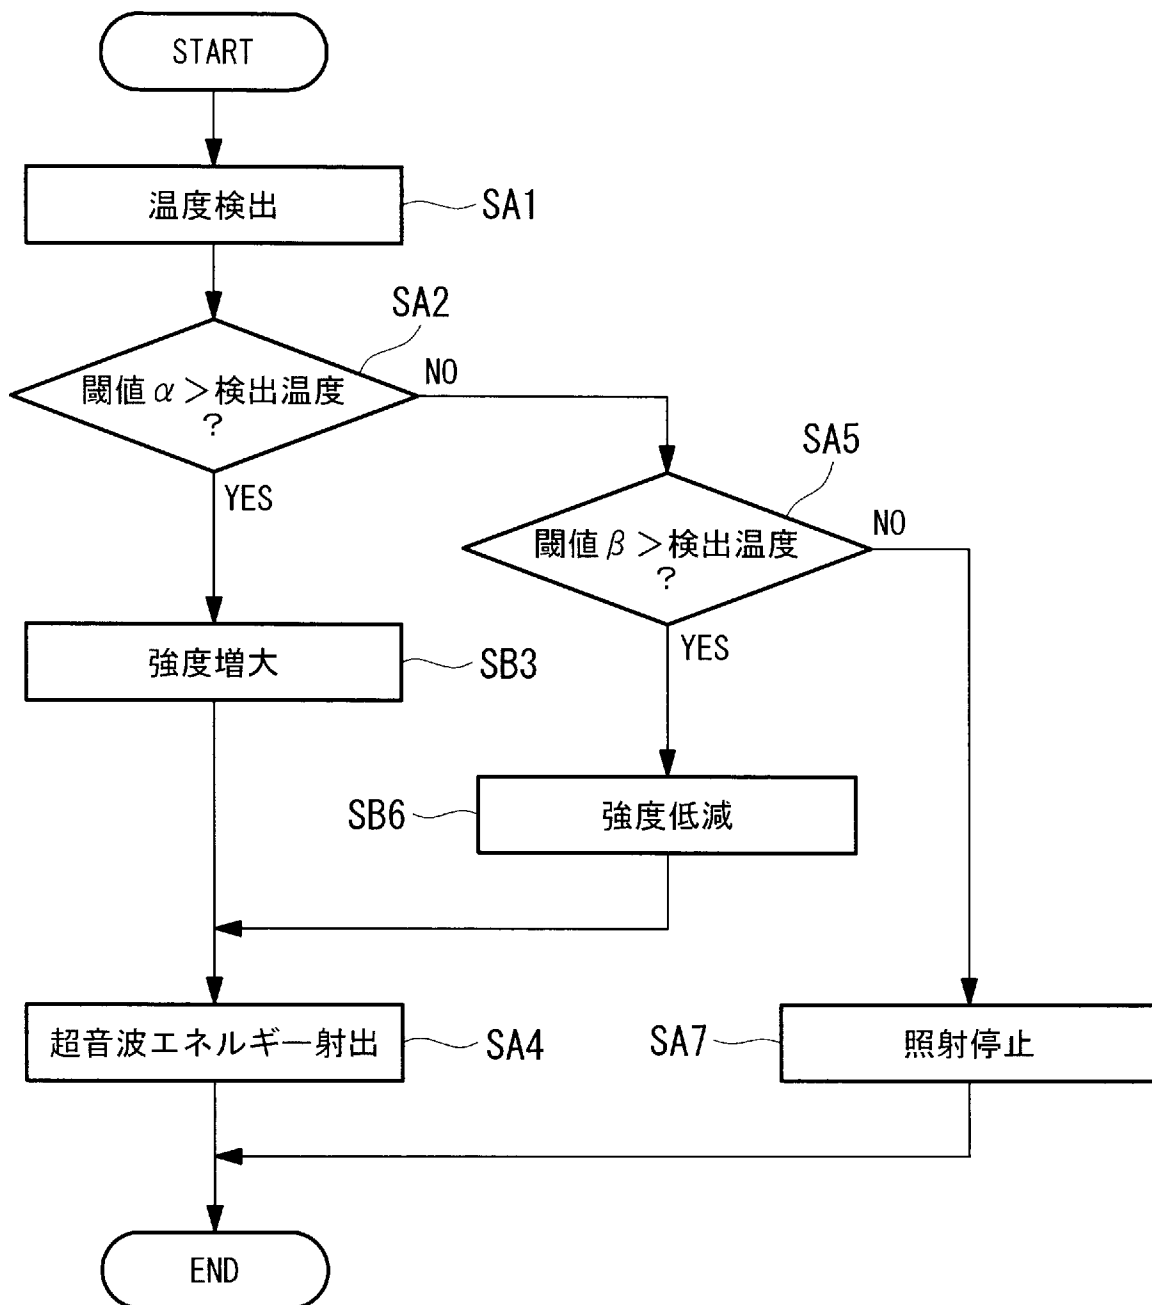 START
温度検出
SA1
SA2
閾値α＞検出温度
？
NO
YES
SA5
閾値β＞検出温度
？
NO
YES
強度増大
SB3
SB6
強度低減
超音波エネルギー射出
SA4
SA7
照射停止
END